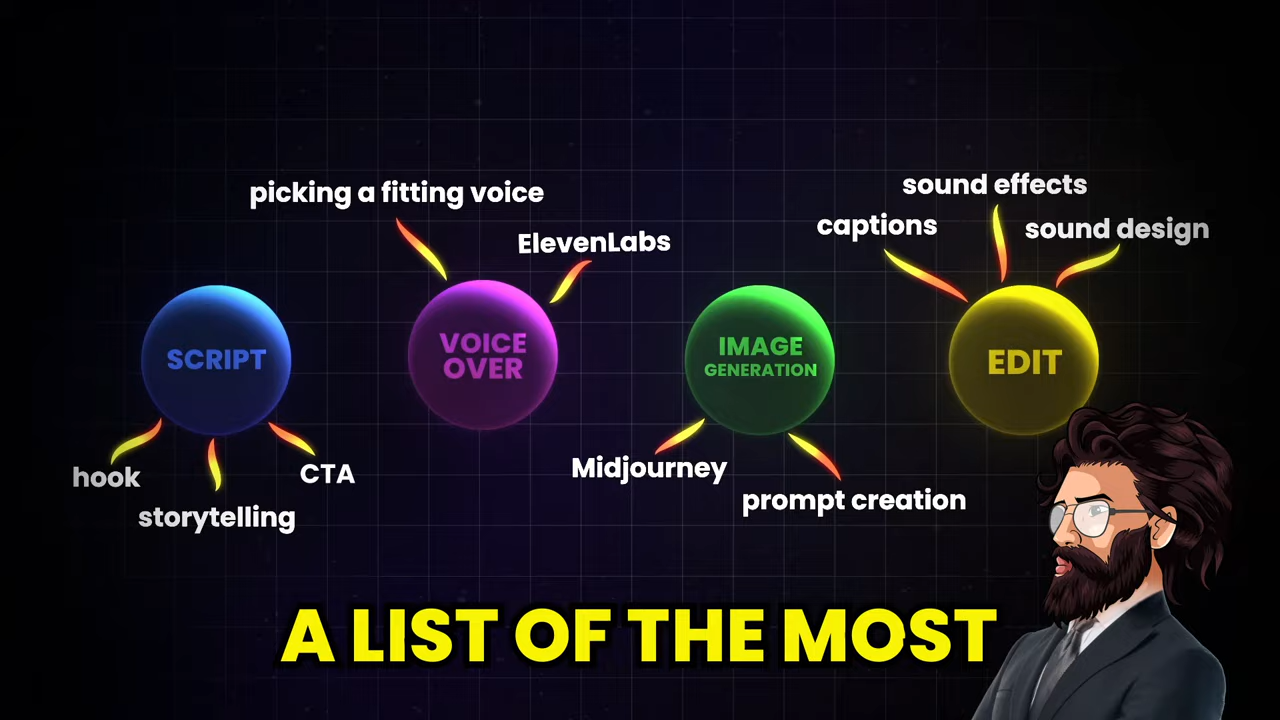 picking a fitting voice
ElevenLabs
sound effects
captions
sound design
SCRIPT
VOICE
OVER
IMAGE
GENERATION
EDIT
hook
storytelling
CTA
Midjourney
prompt creation
A LIST OF THE MOST